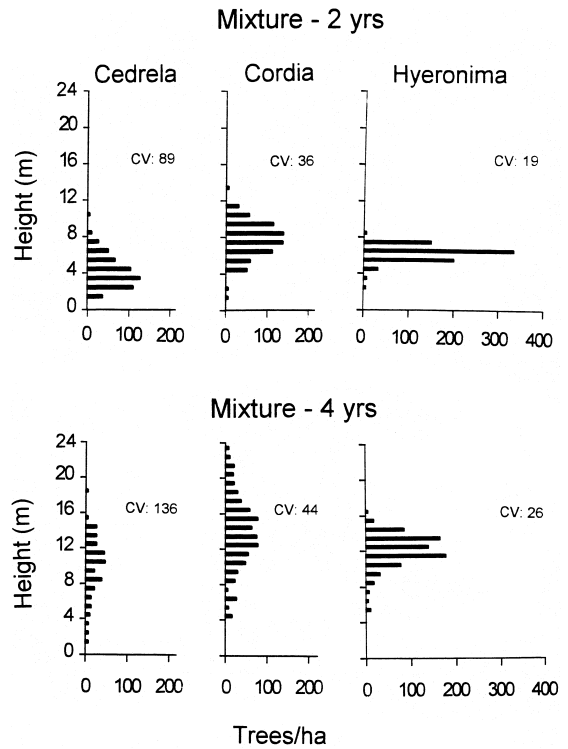 Mixture - 2 yrs
Cedrela
Cordia
Hyeronima
24
20
16
12
8
4
0
Height (m)
CV: 89
CV: 36
CV: 19
0 100 200
0 100 200
0 100 200 300 400
Mixture - 4 yrs
24
20
16
12
8
4
0
Height (m)
CV: 136
CV: 44
CV: 26
0 100 200
0 100 200
0 100 200 300 400
Trees/ha